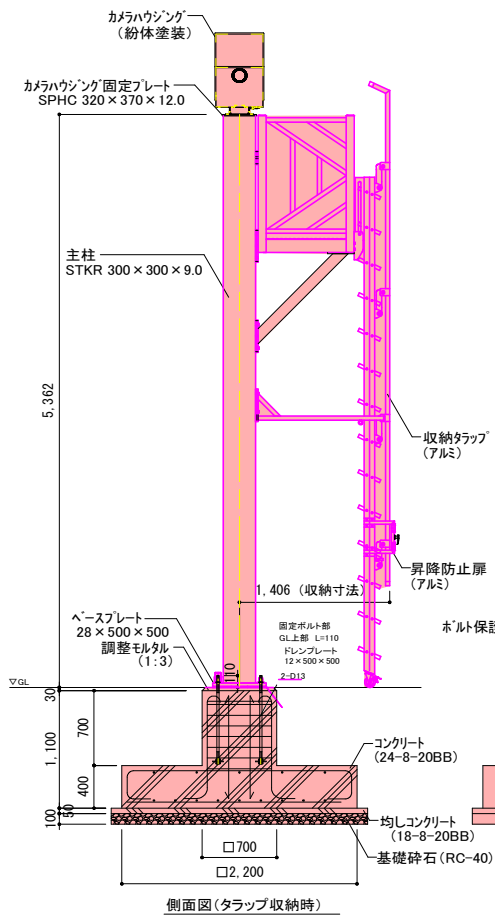 カメラハウジング
(紛体塗装)
カメラハウジング固定プレート
SPHC 320×370×12.0
主柱
STKR 300×300×9.0
5,362
収納タラップ
(アルミ)
昇降防止扉
(アルミ)
1,406 (収納寸法)
ベースプレート
28×500×500
調整モルタル
(1:3)
110
固定ボルト部
GL上部 L=110
ドレンプレート
12×500×500
2-D13
ボルト保護
▽GL
30
700
1,100
400
50
100
コンクリート
(24-8-20BB)
均しコンクリート
(18-8-20BB)
基礎砕石(RC-40)
□700
□2,200
側面図(タラップ収納時)